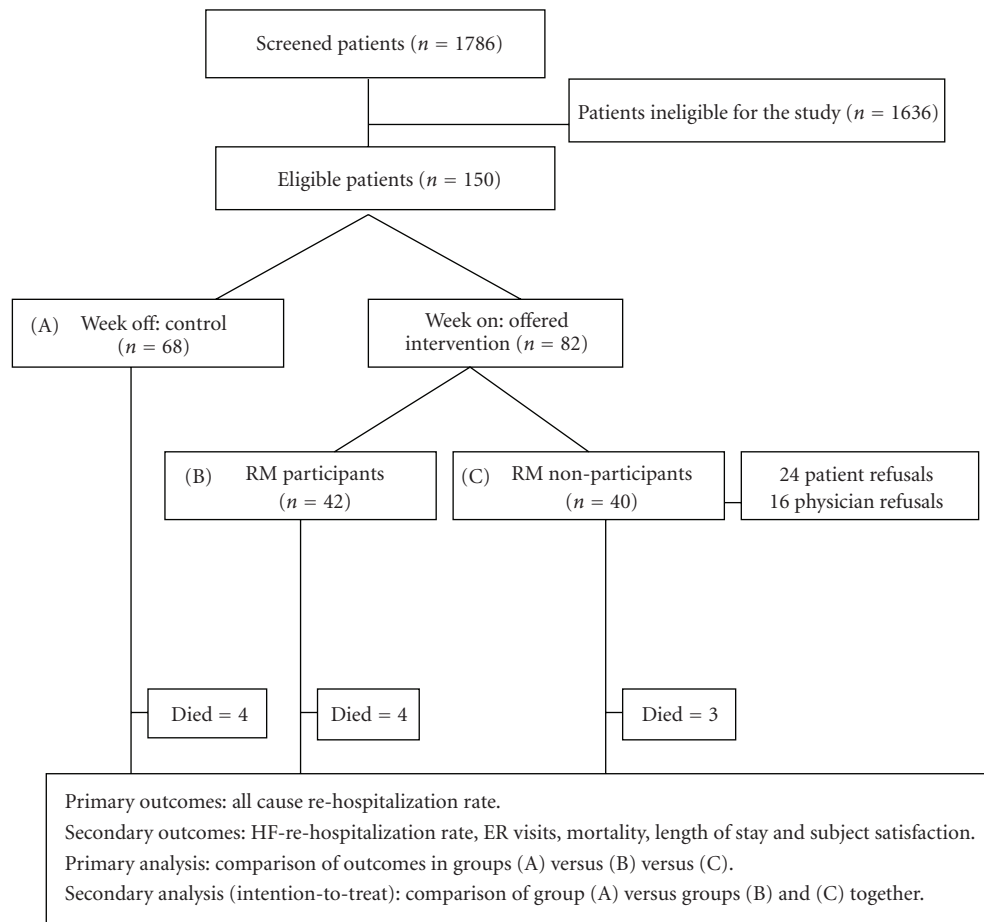 Screened patients (n = 1786)
Patients ineligible for the study (n = 1636)
Eligible patients (n = 150)
(A) Week off: control
(n = 68)
Week on: offered
intervention (n = 82)
(B) RM participants
(n = 42)
(C) RM non-participants
(n = 40)
24 patient refusals
16 physician refusals
Died = 4
Died = 4
Died = 3
Primary outcomes: all cause re-hospitalization rate.
Secondary outcomes: HF-re-hospitalization rate, ER visits, mortality, length of stay and subject satisfaction.
Primary analysis: comparison of outcomes in groups (A) versus (B) versus (C).
Secondary analysis (intention-to-treat): comparison of group (A) versus groups (B) and (C) together.